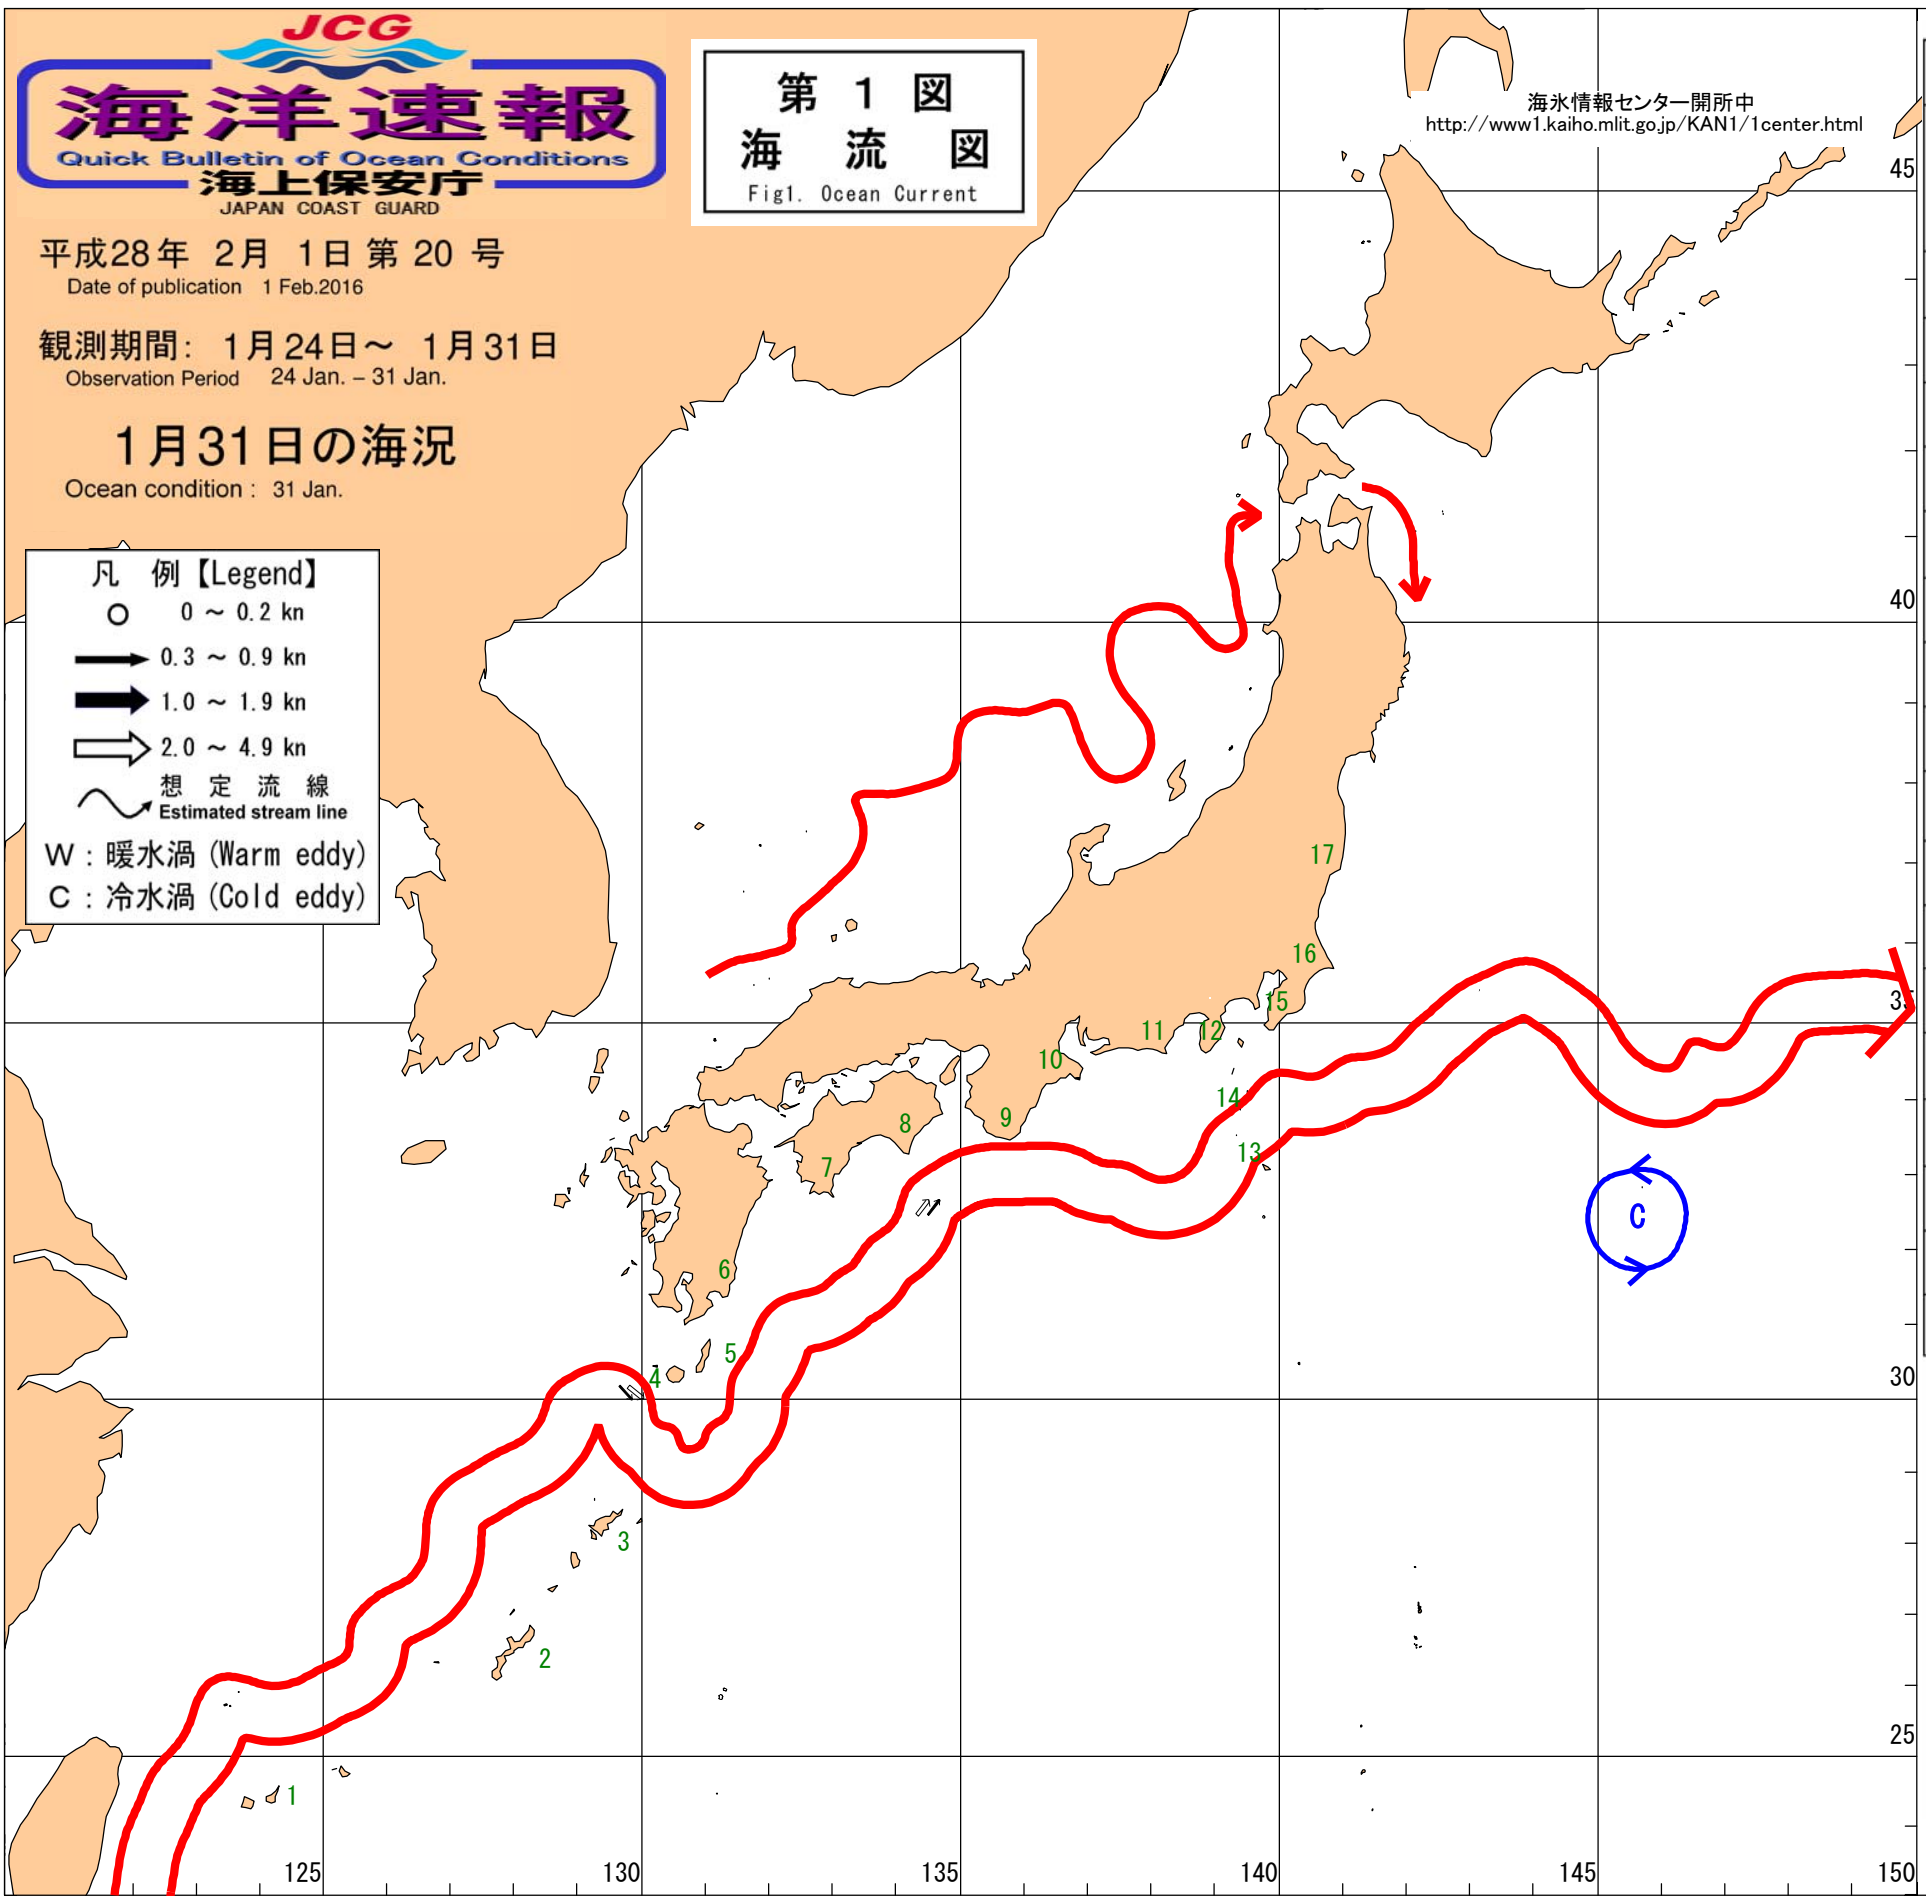 JCG
海洋速報
Quick Bulletin of Ocean Conditions
海上保安庁
JAPAN COAST GUARD
第 1 図
海 流 図
Fig1. Ocean Current
海氷情報センター開所中
http://www1.kaiho.mlit.go.jp/KAN1/1center.html
平成28年 2月 1日 第 20 号
Date of publication 1 Feb.2016
観測期間: 1月24日～ 1月31日
Observation Period 24 Jan. – 31 Jan.
1月31日の海況
Ocean condition : 31 Jan.
凡 例【Legend】
0 ～ 0.2 kn
0.3 ～ 0.9 kn
1.0 ～ 1.9 kn
2.0 ～ 4.9 kn
想 定 流 線
Estimated stream line
W : 暖水渦 (Warm eddy)
C : 冷水渦 (Cold eddy)
45
40
35
30
25
17
16
15
14
13
12
11
10
9
8
7
6
5
4
3
2
1
C
125
130
135
140
145
150